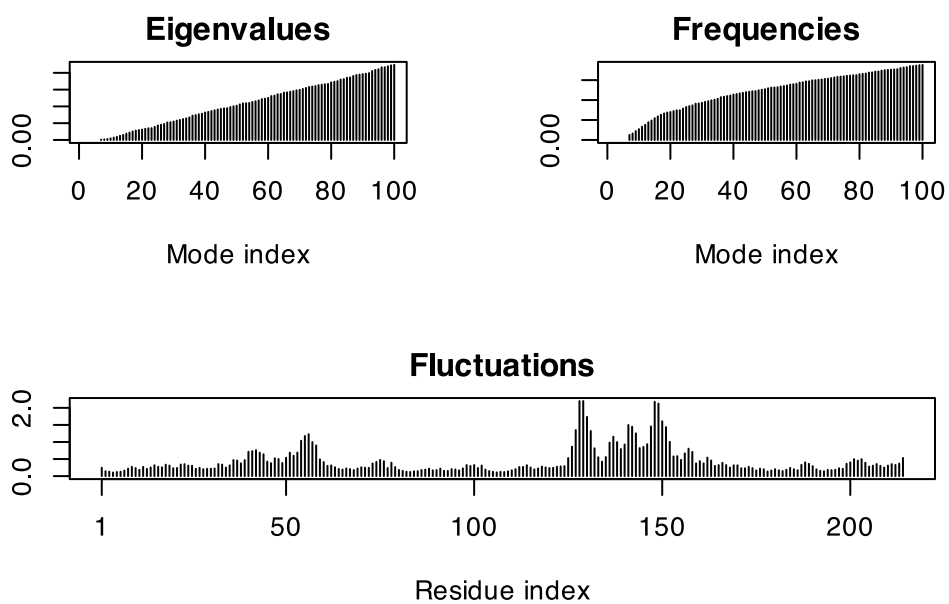 Eigenvalues
Frequencies
0.00
0 20 40 60 80 100
Mode index
0.00
0 20 40 60 80 100
Mode index
Fluctuations
2.0
0.0
1 50 100 150 200
Residue index